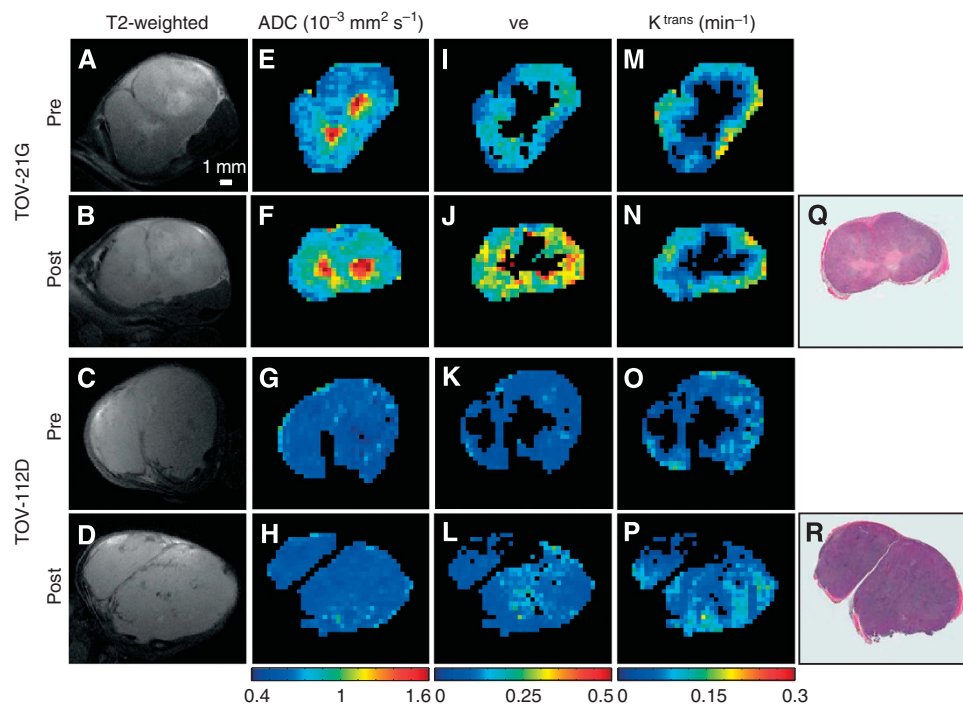 T2-weighted ADC (10⁻³ mm² s⁻¹) ve Kᵗʳᵃⁿˢ (min⁻¹)
TOV-21G
Pre
A E I M
1 mm
Post
B F J N Q
TOV-112D
Pre
C G K O
Post
D H L P R
0.4 1 1.6 0 0.25 0.5 0 0.15 0.3